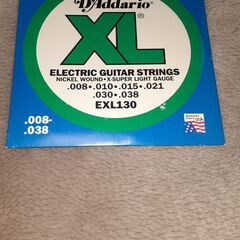 D'Addario
XL®
ELECTRIC GUITAR STRINGS
NICKEL WOUND•X-SUPER LIGHT GAUGE
.008•.010•.015•.021
.030•.038
EXL130
.008-
.038